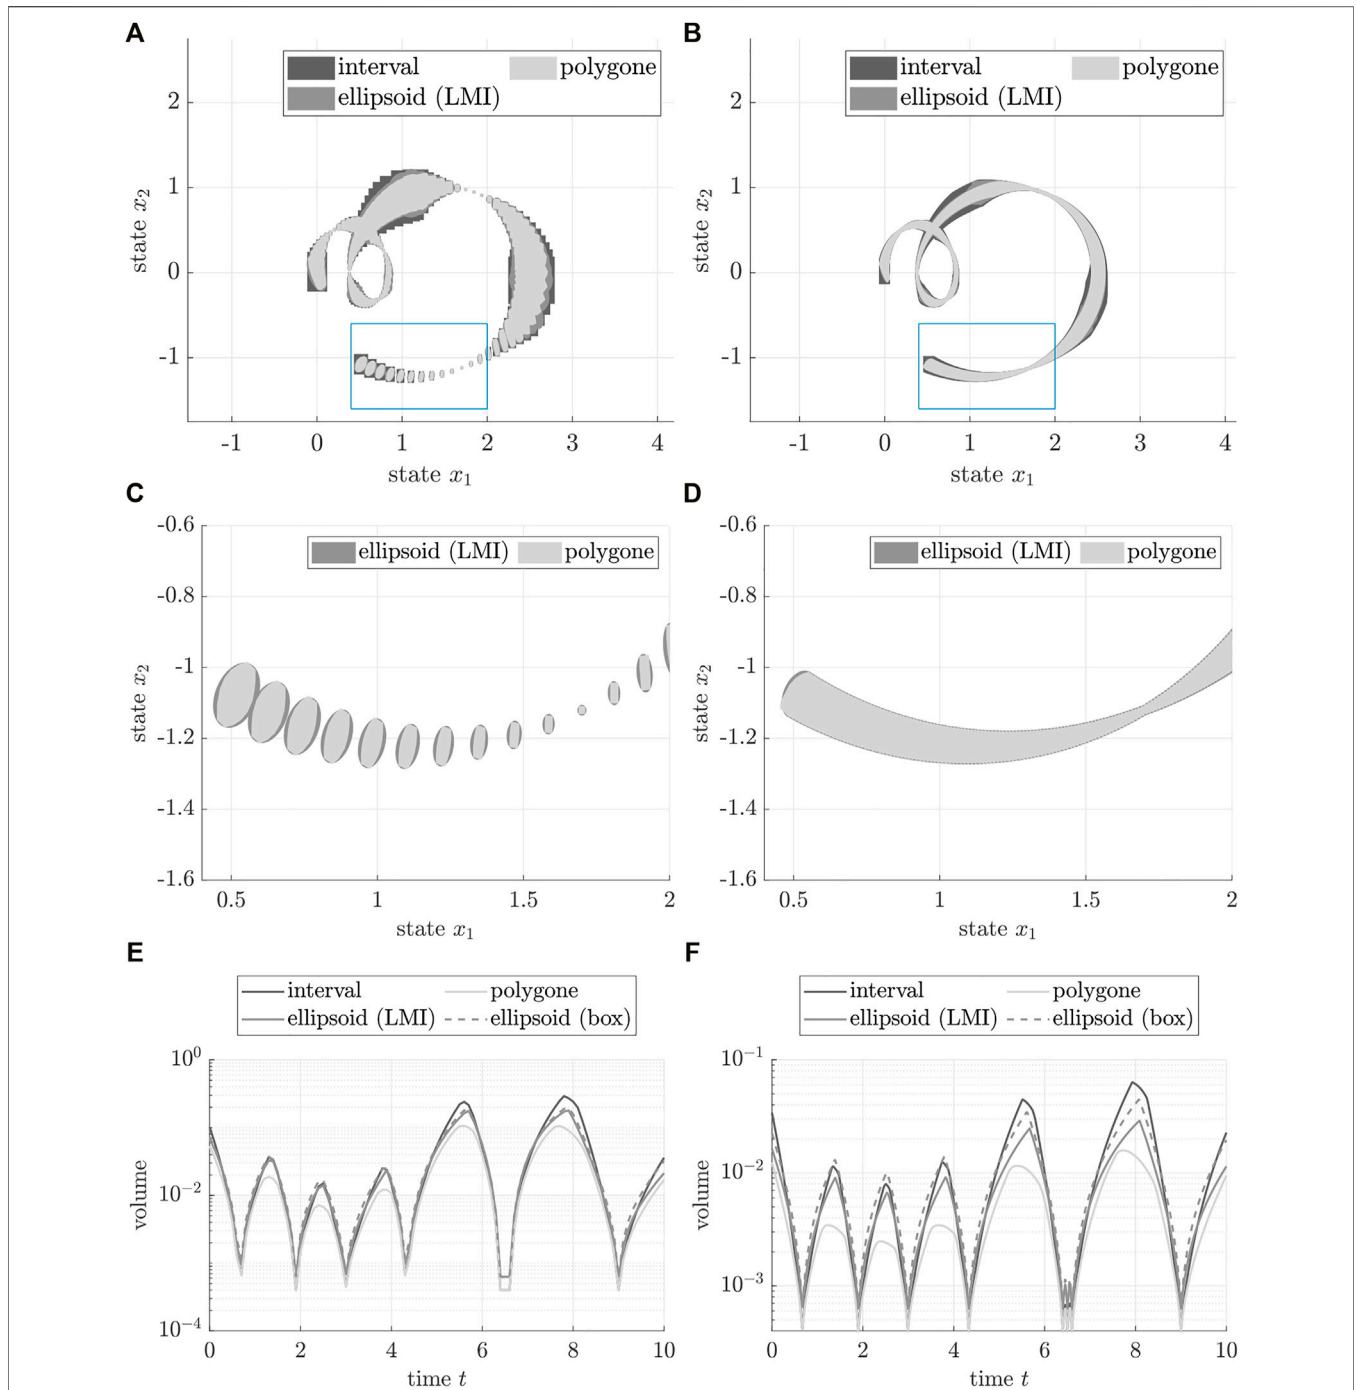 A
interval
polygone
ellipsoid (LMI)
2
1
0
-1
state x₂
-1 0 1 2 3 4
state x₁
B
interval
polygone
ellipsoid (LMI)
2
1
0
-1
state x₂
-1 0 1 2 3 4
state x₁
C
ellipsoid (LMI) polygone
-0.6
-0.8
-1
-1.2
-1.4
-1.6
state x₂
0.5 1 1.5 2
state x₁
D
ellipsoid (LMI) polygone
-0.6
-0.8
-1
-1.2
-1.4
-1.6
state x₂
0.5 1 1.5 2
state x₁
E
interval polygone
ellipsoid (LMI) ellipsoid (box)
10⁰
10⁻²
10⁻⁴
volume
0 2 4 6 8 10
time t
F
interval polygone
ellipsoid (LMI) ellipsoid (box)
10⁻¹
10⁻²
10⁻³
volume
0 2 4 6 8 10
time t